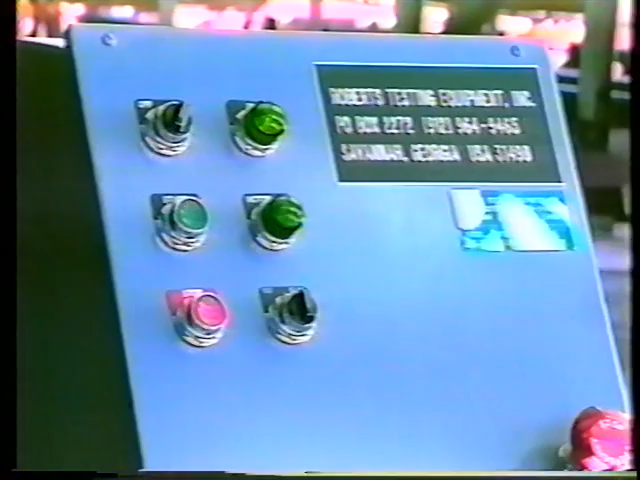 ROBERTS TESTING EQUIPMENT, INC.
PO BOX 2272 (912) 964-9465
SAVANNAH, GEORGIA USA 31498